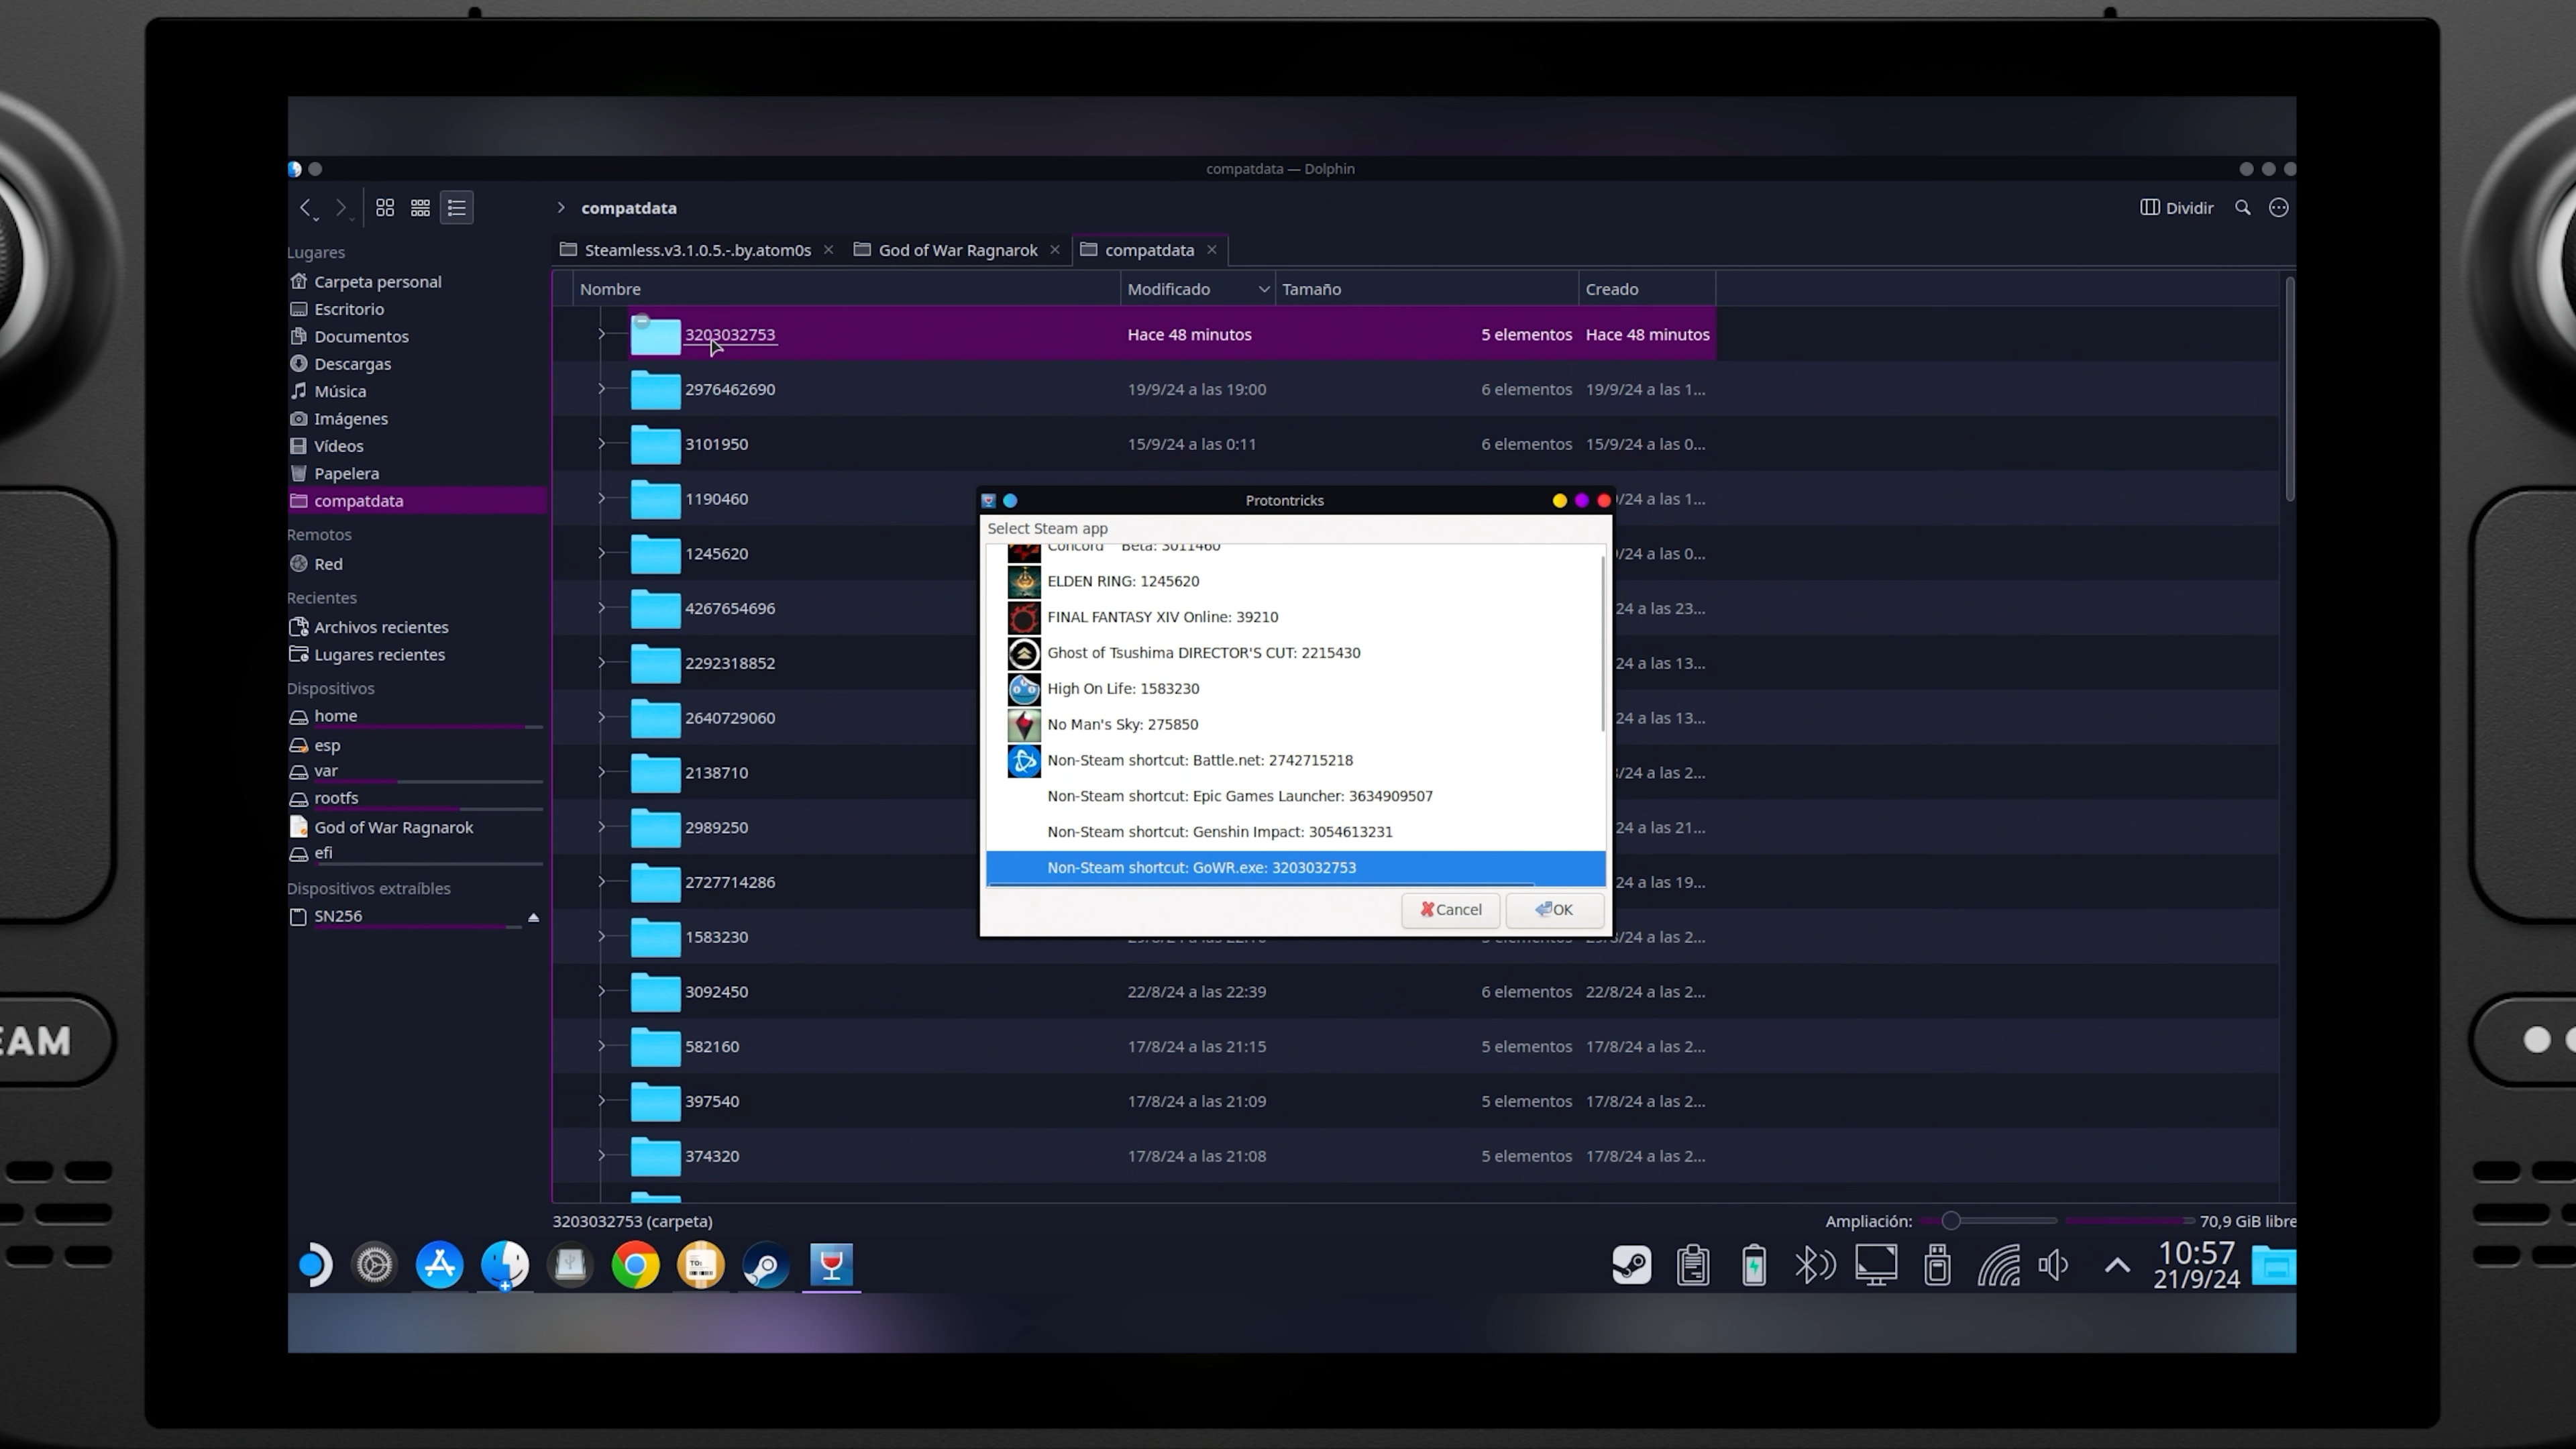 compatdata — Dolphin
compatdata
Dividir
Steamless.v3.1.0.5.-.by.atom0s
God of War Ragnarok
compatdata
Lugares
Carpeta personal
Escritorio
Documentos
Descargas
Música
Imágenes
Vídeos
Papelera
compatdata
Remotos
Red
Recientes
Archivos recientes
Lugares recientes
Dispositivos
home
esp
var
rootfs
God of War Ragnarok
efi
Dispositivos extraíbles
SN256
Nombre Modificado Tamaño Creado
3203032753 Hace 48 minutos 5 elementos Hace 48 minutos
2976462690 19/9/24 a las 19:00 6 elementos 19/9/24 a las 1...
3101950 15/9/24 a las 0:11 6 elementos 15/9/24 a las 0...
1190460 /24 a las 1...
1245620 /24 a las 0...
4267654696 24 a las 23...
2292318852 24 a las 13...
2640729060 24 a las 13...
2138710 /24 a las 2...
2989250 24 a las 21...
2727714286 24 a las 19...
1583230 /8/24 a las 2...
3092450 22/8/24 a las 22:39 6 elementos 22/8/24 a las 2...
582160 17/8/24 a las 21:15 5 elementos 17/8/24 a las 2...
397540 17/8/24 a las 21:09 5 elementos 17/8/24 a las 2...
374320 17/8/24 a las 21:08 5 elementos 17/8/24 a las 2...
Protontricks
Select Steam app
Concord Beta: 3011460
ELDEN RING: 1245620
FINAL FANTASY XIV Online: 39210
Ghost of Tsushima DIRECTOR'S CUT: 2215430
High On Life: 1583230
No Man's Sky: 275850
Non-Steam shortcut: Battle.net: 2742715218
Non-Steam shortcut: Epic Games Launcher: 3634909507
Non-Steam shortcut: Genshin Impact: 3054613231
Non-Steam shortcut: GoWR.exe: 3203032753
Cancel
OK
3203032753 (carpeta)
Ampliación:
70,9 GiB libre
TO:
10:57
21/9/24
EAM